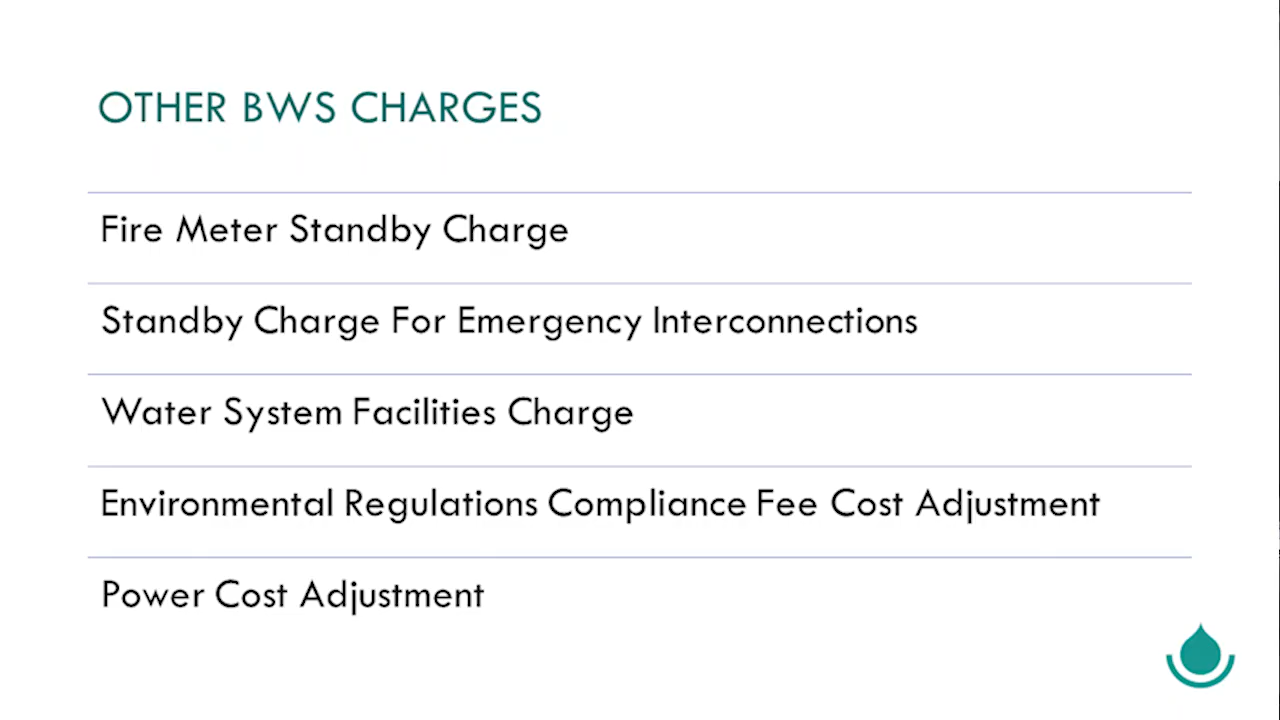 OTHER BWS CHARGES
Fire Meter Standby Charge
Standby Charge For Emergency Interconnections
Water System Facilities Charge
Environmental Regulations Compliance Fee Cost Adjustment
Power Cost Adjustment